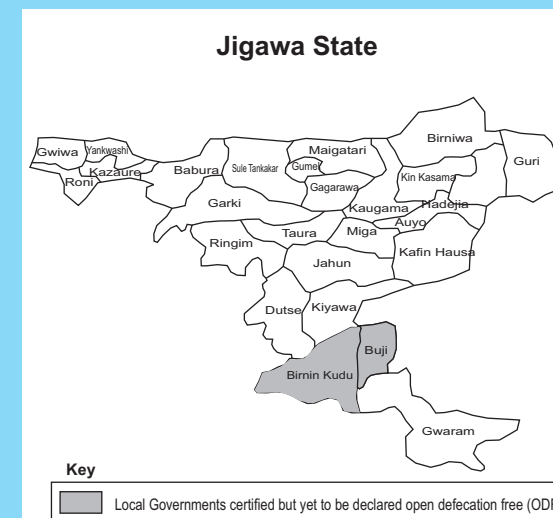 Jigawa State
Birniwa
Gwiwa
Yankwashi
Maigatari
Guri
Roni
Kazaure
Babura
Sule Tankakar
Gumel
Kin Kasama
Gagarawa
Garki
Kaugama
Hadejia
Auyo
Taura
Miga
Ringim
Kafin Hausa
Jahun
Dutse
Kiyawa
Buji
Birnin Kudu
Gwaram
Key
Local Governments certified but yet to be declared open defecation free (ODF